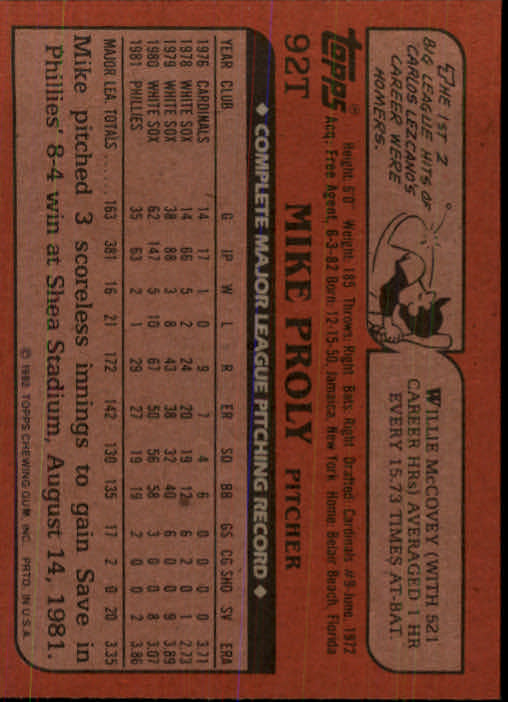 THE 1ST 2
BIG LEAGUE HITS OF
CARLOS LEZCANO'S
CAREER WERE
HOMERS.
WILLIE MCCOVEY (WITH 521
CAREER HRs) AVERAGED 1 HR
EVERY 15.73 TIMES AT-BAT.
topps®
92T
MIKE PROLY PITCHER
Height: 6'0" Weight: 185 Throws: Right Bats: Right Drafted: Cardinals #9-June, 1972
Acq: Free Agent, 6-3-82 Born: 12-15-50, Jamaica, New York Home: Belair Beach, Florida
◆ COMPLETE MAJOR LEAGUE PITCHING RECORD ◆
YEAR CLUB G IP W L R ER SO BB GS CG SHO SV ERA
1976 CARDINALS 14 17 1 0 9 7 4 6 0 0 0 0 3.71
1978 WHITE SOX 14 66 5 2 24 20 19 12 6 2 0 1 2.73
1979 WHITE SOX 38 88 3 8 43 38 32 40 6 0 0 9 3.89
1980 WHITE SOX 62 147 5 10 67 50 56 58 3 0 0 8 3.07
1981 PHILLIES 35 63 2 1 29 27 19 19 2 0 0 2 3.86
MAJOR LEA. TOTALS ...... 163 381 16 21 172 142 130 135 17 2 0 20 3.35
Mike pitched 3 scoreless innings to gain Save in
Phillies' 8-4 win at Shea Stadium, August 14, 1981.
© 1982 TOPPS CHEWING GUM, INC. PRTD. IN U.S.A.